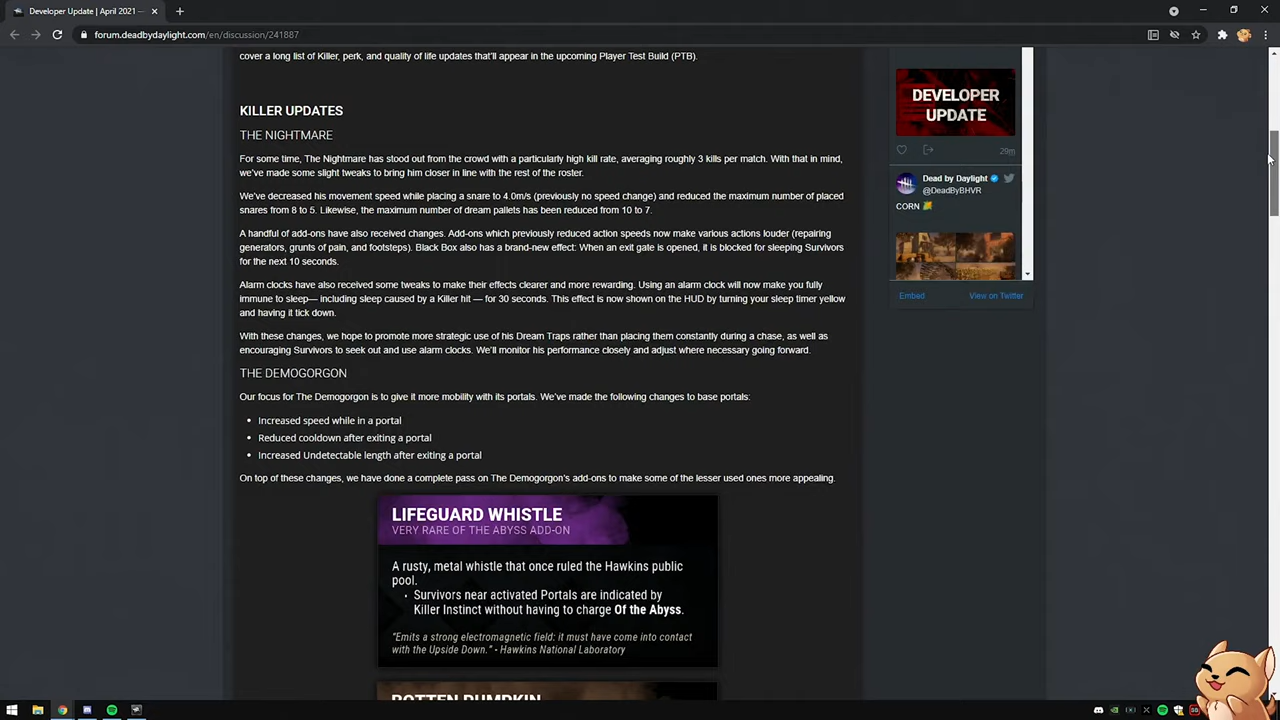 Developer Update | April 2021 —
forum.deadbydaylight.com/en/discussion/241887
cover a long list of Killer, perk, and quality of life updates that'll appear in the upcoming Player Test Build (PTB).
KILLER UPDATES
THE NIGHTMARE
For some time, The Nightmare has stood out from the crowd with a particularly high kill rate, averaging roughly 3 kills per match. With that in mind,
we've made some slight tweaks to bring him closer in line with the rest of the roster.
We've decreased his movement speed while placing a snare to 4.0m/s (previously no speed change) and reduced the maximum number of placed
snares from 8 to 5. Likewise, the maximum number of dream pallets has been reduced from 10 to 7.
A handful of add-ons have also received changes. Add-ons which previously reduced action speeds now make various actions louder (repairing
generators, grunts of pain, and footsteps). Black Box also has a brand-new effect: When an exit gate is opened, it is blocked for sleeping Survivors
for the next 10 seconds.
Alarm clocks have also received some tweaks to make their effects clearer and more rewarding. Using an alarm clock will now make you fully
immune to sleep— including sleep caused by a Killer hit — for 30 seconds. This effect is now shown on the HUD by turning your sleep timer yellow
and having it tick down.
With these changes, we hope to promote more strategic use of his Dream Traps rather than placing them constantly during a chase, as well as
encouraging Survivors to seek out and use alarm clocks. We'll monitor his performance closely and adjust where necessary going forward.
THE DEMOGORGON
Our focus for The Demogorgon is to give it more mobility with its portals. We've made the following changes to base portals:
• Increased speed while in a portal
• Reduced cooldown after exiting a portal
• Increased Undetectable length after exiting a portal
On top of these changes, we have done a complete pass on The Demogorgon's add-ons to make some of the lesser used ones more appealing.
LIFEGUARD WHISTLE
VERY RARE OF THE ABYSS ADD-ON
A rusty, metal whistle that once ruled the Hawkins public
pool.
• Survivors near activated Portals are indicated by
Killer Instinct without having to charge Of the Abyss.
"Emits a strong electromagnetic field: it must have come into contact
with the Upside Down." - Hawkins National Laboratory
ROTTEN PUMPKIN
DEVELOPER
UPDATE
29m
Dead by Daylight
@DeadByBHVR
CORN 🌽
Embed
View on Twitter